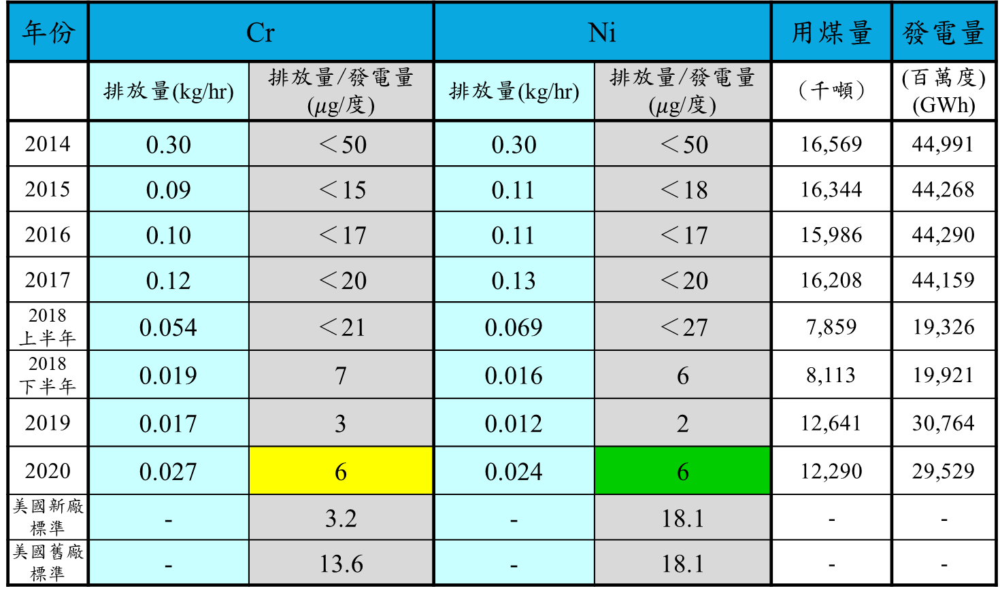 年份 Cr Ni 用煤量 發電量
排放量(kg/hr) 排放量/發電量 (µg/度) 排放量(kg/hr) 排放量/發電量 (µg/度) (千噸) (百萬度) (GWh)
2014 0.30 <50 0.30 <50 16,569 44,991
2015 0.09 <15 0.11 <18 16,344 44,268
2016 0.10 <17 0.11 <17 15,986 44,290
2017 0.12 <20 0.13 <20 16,208 44,159
2018 上半年 0.054 <21 0.069 <27 7,859 19,326
2018 下半年 0.019 7 0.016 6 8,113 19,921
2019 0.017 3 0.012 2 12,641 30,764
2020 0.027 6 0.024 6 12,290 29,529
美國新廠標準 - 3.2 - 18.1 - -
美國舊廠標準 - 13.6 - 18.1 - -